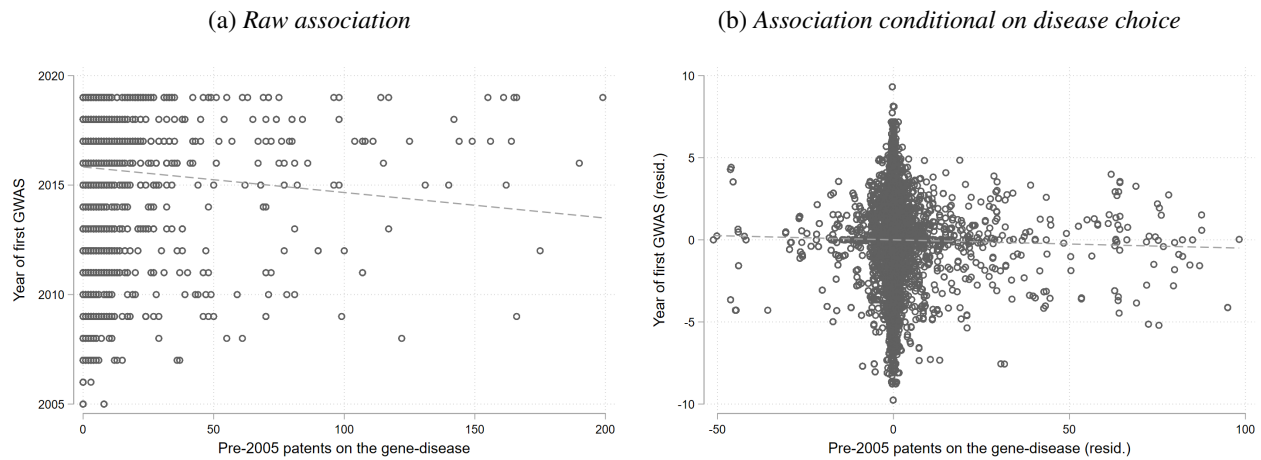 (a) Raw association
(b) Association conditional on disease choice
2020
2015
2010
2005
Year of first GWAS
0 50 100 150 200
Pre-2005 patents on the gene-disease
10
5
0
-5
-10
Year of first GWAS (resid.)
-50 0 50 100
Pre-2005 patents on the gene-disease (resid.)